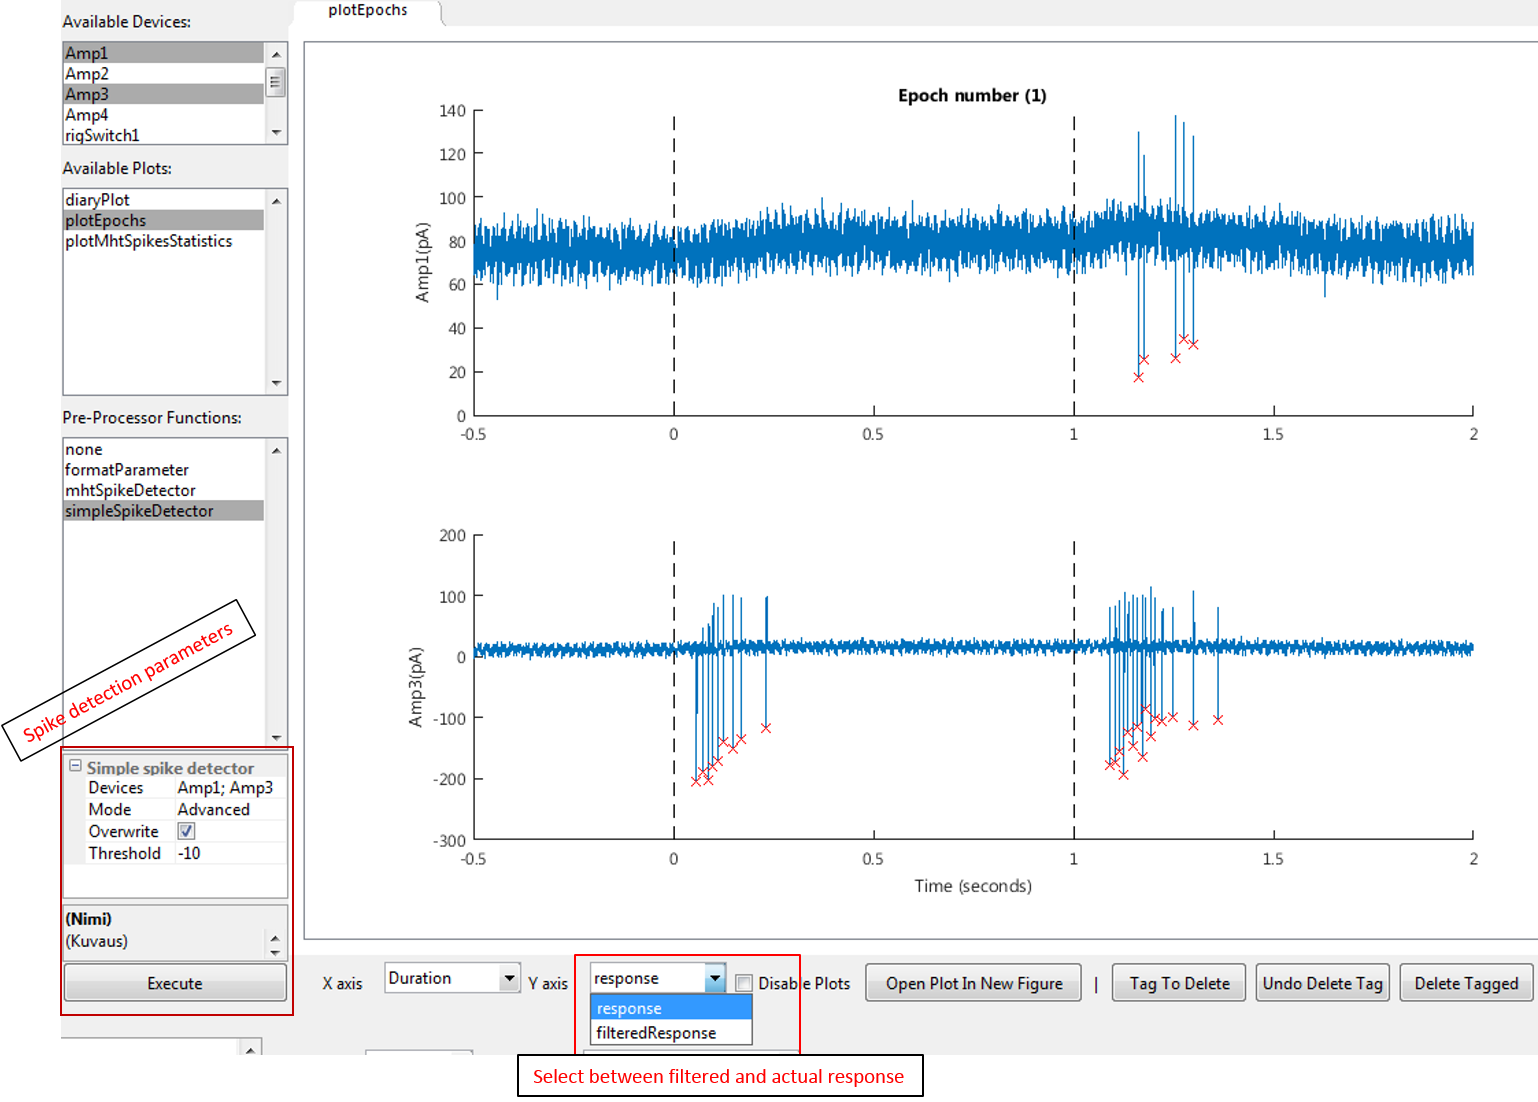 Available Devices:
Amp1
Amp2
Amp3
Amp4
rigSwitch1
Available Plots:
diaryPlot
plotEpochs
plotMhtSpikesStatistics
Pre-Processor Functions:
none
formatParameter
mhtSpikeDetector
simpleSpikeDetector
Spike detection parameters
Simple spike detector
Devices Amp1; Amp3
Mode Advanced
Overwrite
Threshold -10
(Nimi)
(Kuvaus)
Execute
plotEpochs
Epoch number (1)
Amp1(pA)
140
120
100
80
60
40
20
0
-0.5 0 0.5 1 1.5 2
Amp3(pA)
200
100
0
-100
-200
-300
-0.5 0 0.5 1 1.5 2
Time (seconds)
X axis Duration Y axis response Disable Plots Open Plot In New Figure | Tag To Delete Undo Delete Tag Delete Tagged
response
filteredResponse
Select between filtered and actual response